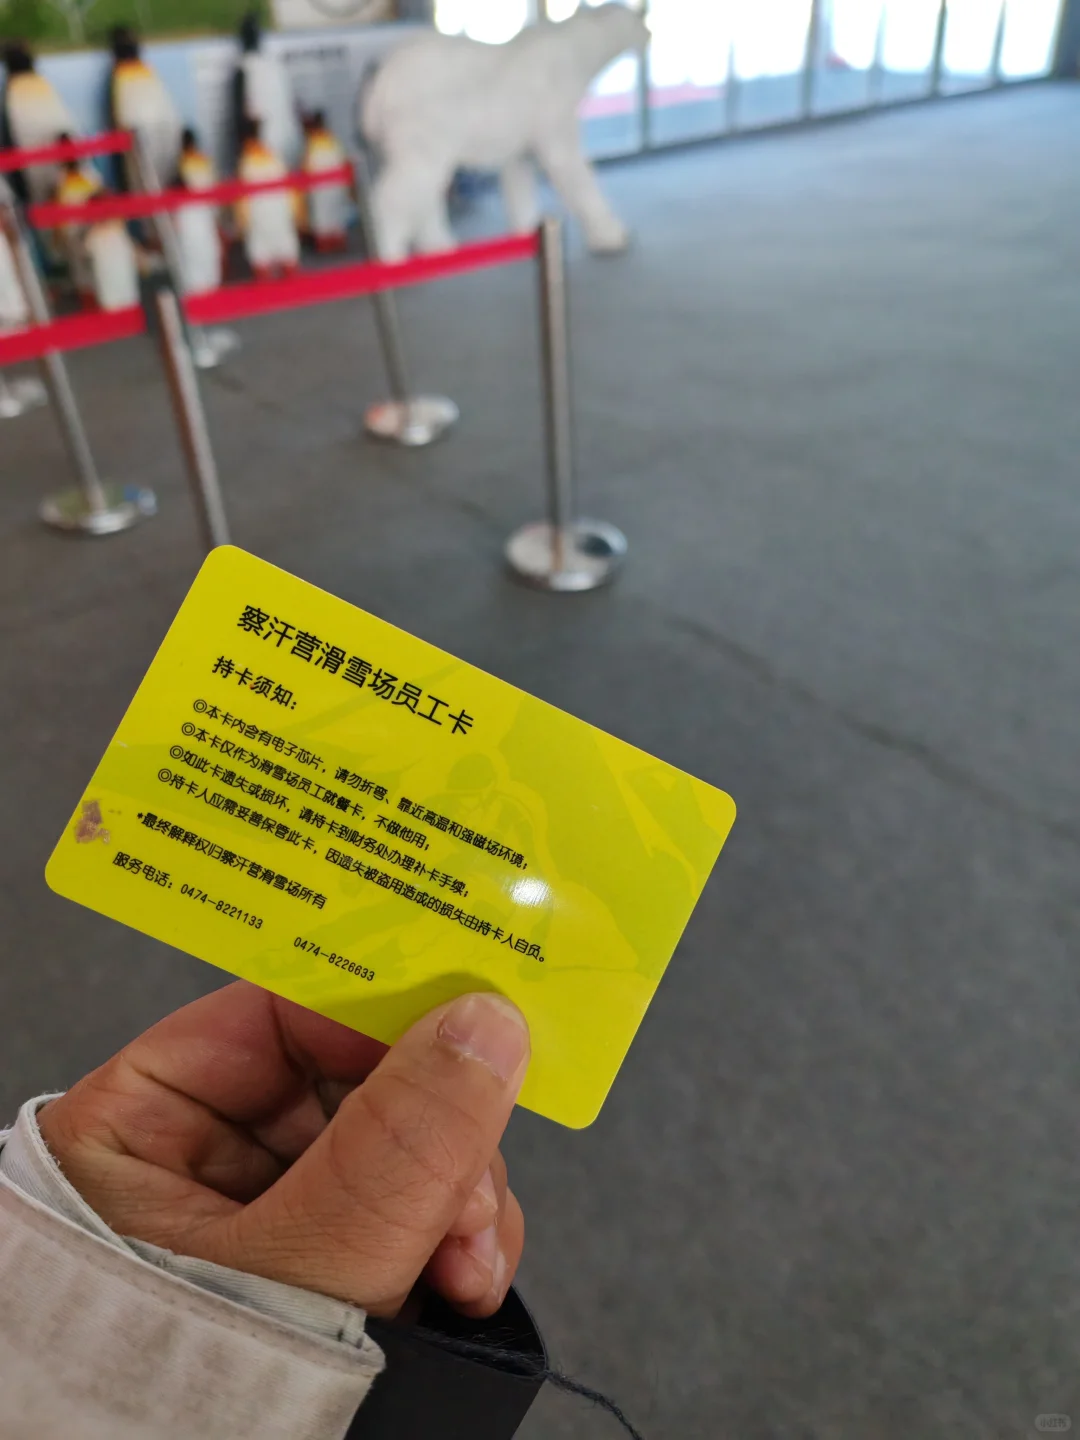 察汗营滑雪场员工卡
持卡须知:
◎本卡内含有电子芯片，请勿折弯、靠近高温和强磁场环境;
◎本卡仅作为滑雪场员工就餐卡，不做他用;
◎如此卡遗失或损坏，请持卡到财务处办理补卡手续;
◎持卡人应需妥善保管此卡，因遗失被盗用造成的损失由持卡人自负。
*最终解释权归察汗营滑雪场所有
服务电话: 0474-8221133 0474-8226633
小红书